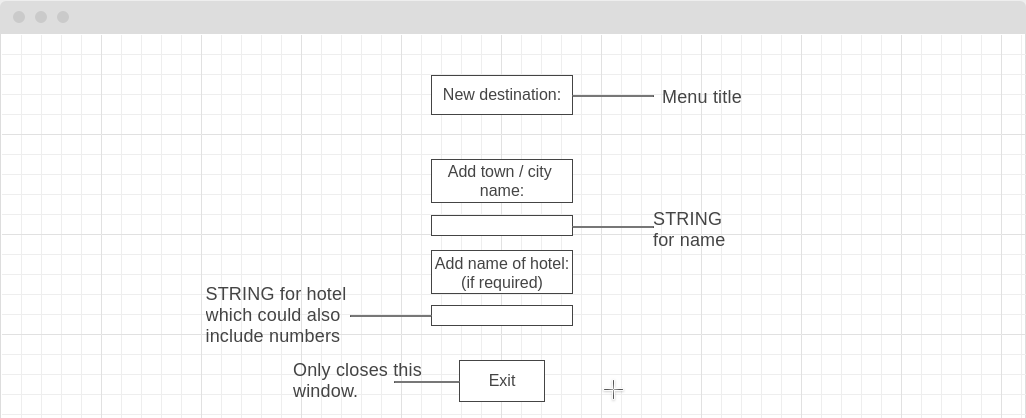 New destination:
Menu title
Add town / city
name:
STRING
for name
Add name of hotel:
(if required)
STRING for hotel
which could also
include numbers
Only closes this
window.
Exit